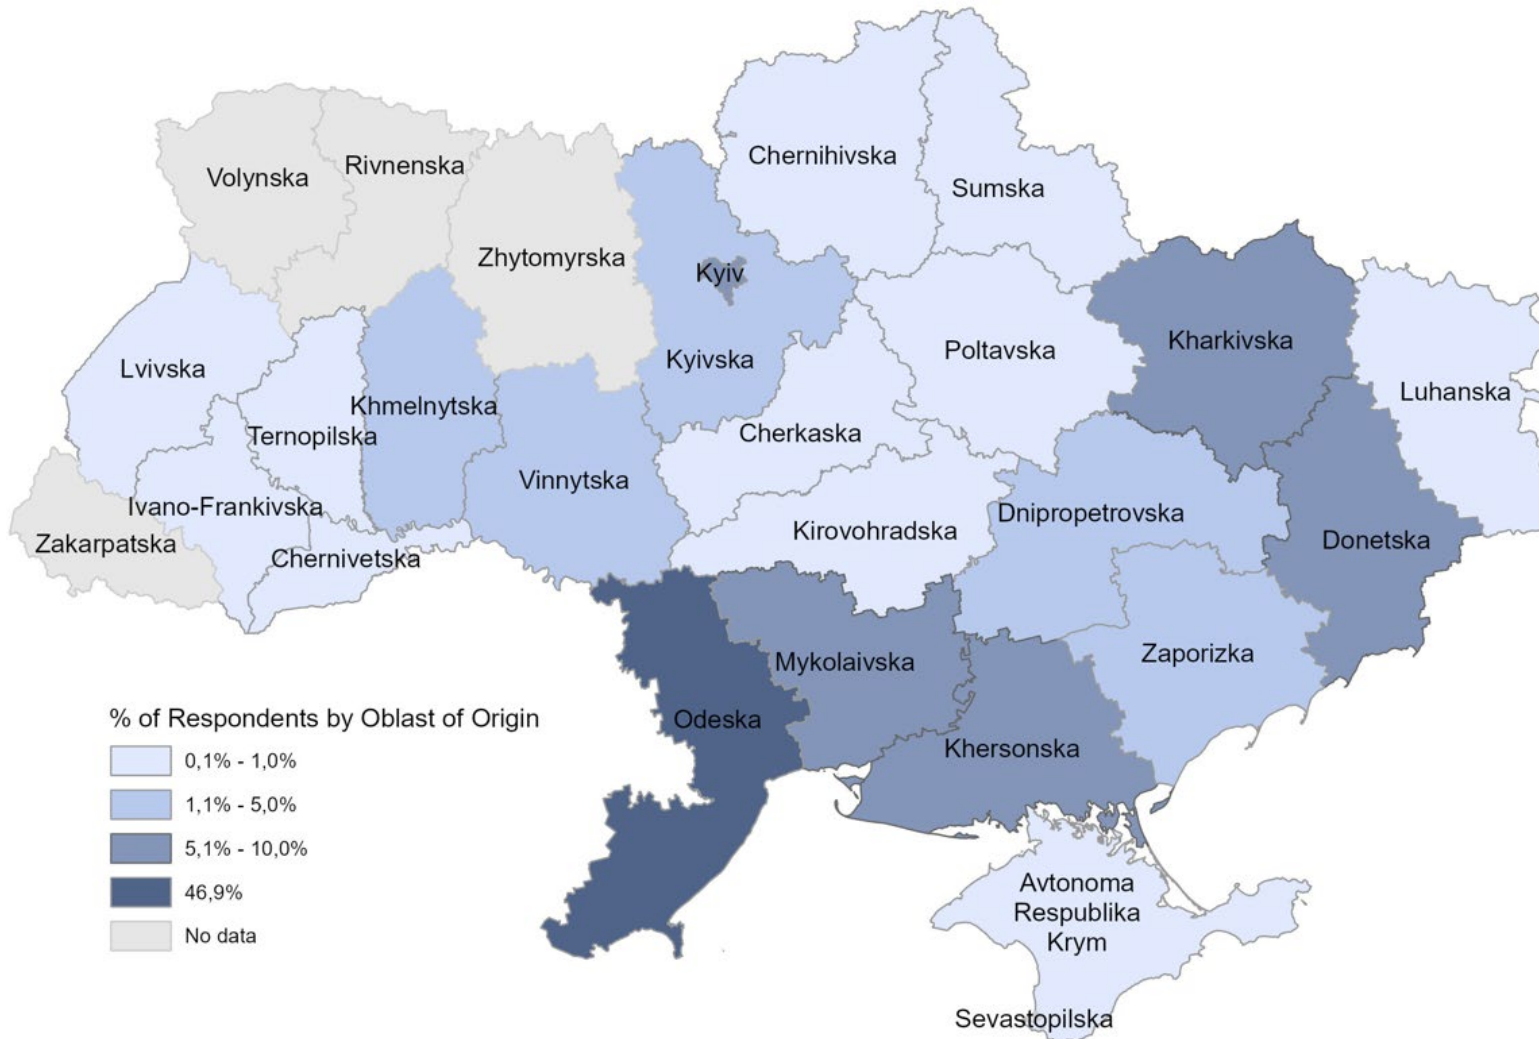 Chernihivska
Sumska
Rivnenska
Volynska
Zhytomyrska
Kyiv
Kharkivska
Poltavska
Kyivska
Lvivska
Luhanska
Khmelnytska
Ternopilska
Cherkaska
Vinnytska
Ivano-Frankivska
Dnipropetrovska
Kirovohradska
Donetska
Zakarpatska
Chernivetska
Zaporizka
Mykolaivska
Odeska
Khersonska
% of Respondents by Oblast of Origin
0,1% - 1,0%
1,1% - 5,0%
5,1% - 10,0%
46,9%
No data
Avtonoma
Respublika
Krym
Sevastopilska